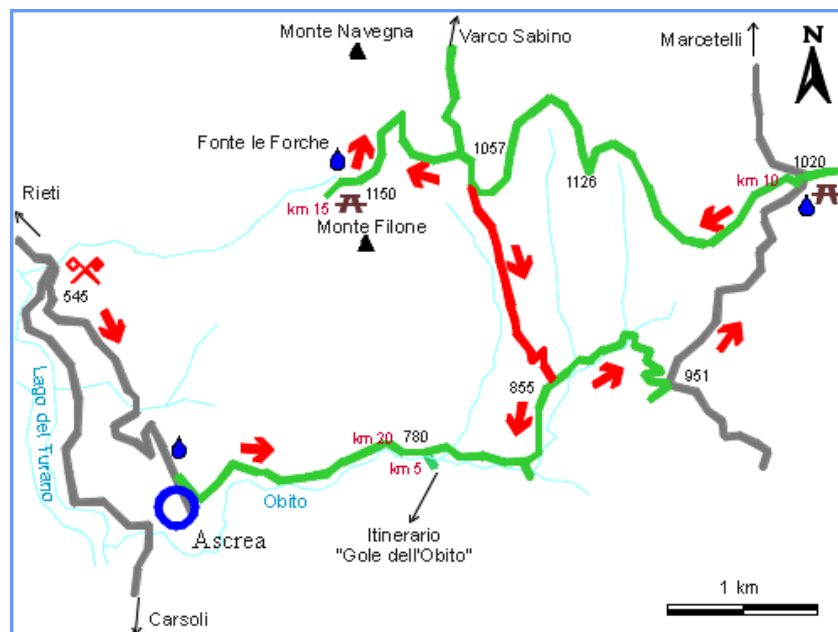 Monte Navegna
Varco Sabino
Marcetelli
N
Fonte le Forche
1057
1020
Rieti
1150
1126
km 10
km 15
Monte Filone
545
855
951
Lago del Turano
km 20
780
km 5
Obito
Ascrea
Itinerario
"Gole dell'Obito"
1 km
Carsoli